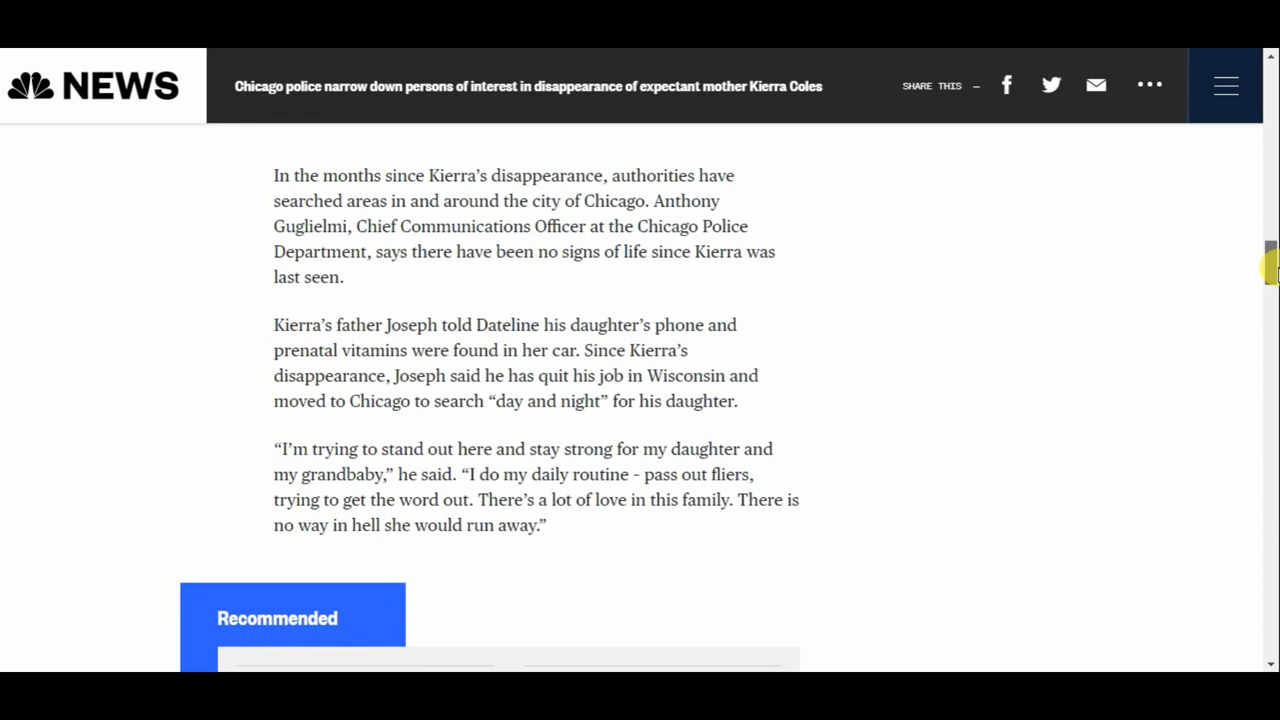 NEWS
Chicago police narrow down persons of interest in disappearance of expectant mother Kierra Coles
SHARE THIS –
In the months since Kierra’s disappearance, authorities have
searched areas in and around the city of Chicago. Anthony
Guglielmi, Chief Communications Officer at the Chicago Police
Department, says there have been no signs of life since Kierra was
last seen.
Kierra’s father Joseph told Dateline his daughter’s phone and
prenatal vitamins were found in her car. Since Kierra’s
disappearance, Joseph said he has quit his job in Wisconsin and
moved to Chicago to search “day and night” for his daughter.
“I’m trying to stand out here and stay strong for my daughter and
my grandbaby,” he said. “I do my daily routine - pass out fliers,
trying to get the word out. There’s a lot of love in this family. There is
no way in hell she would run away.”
Recommended